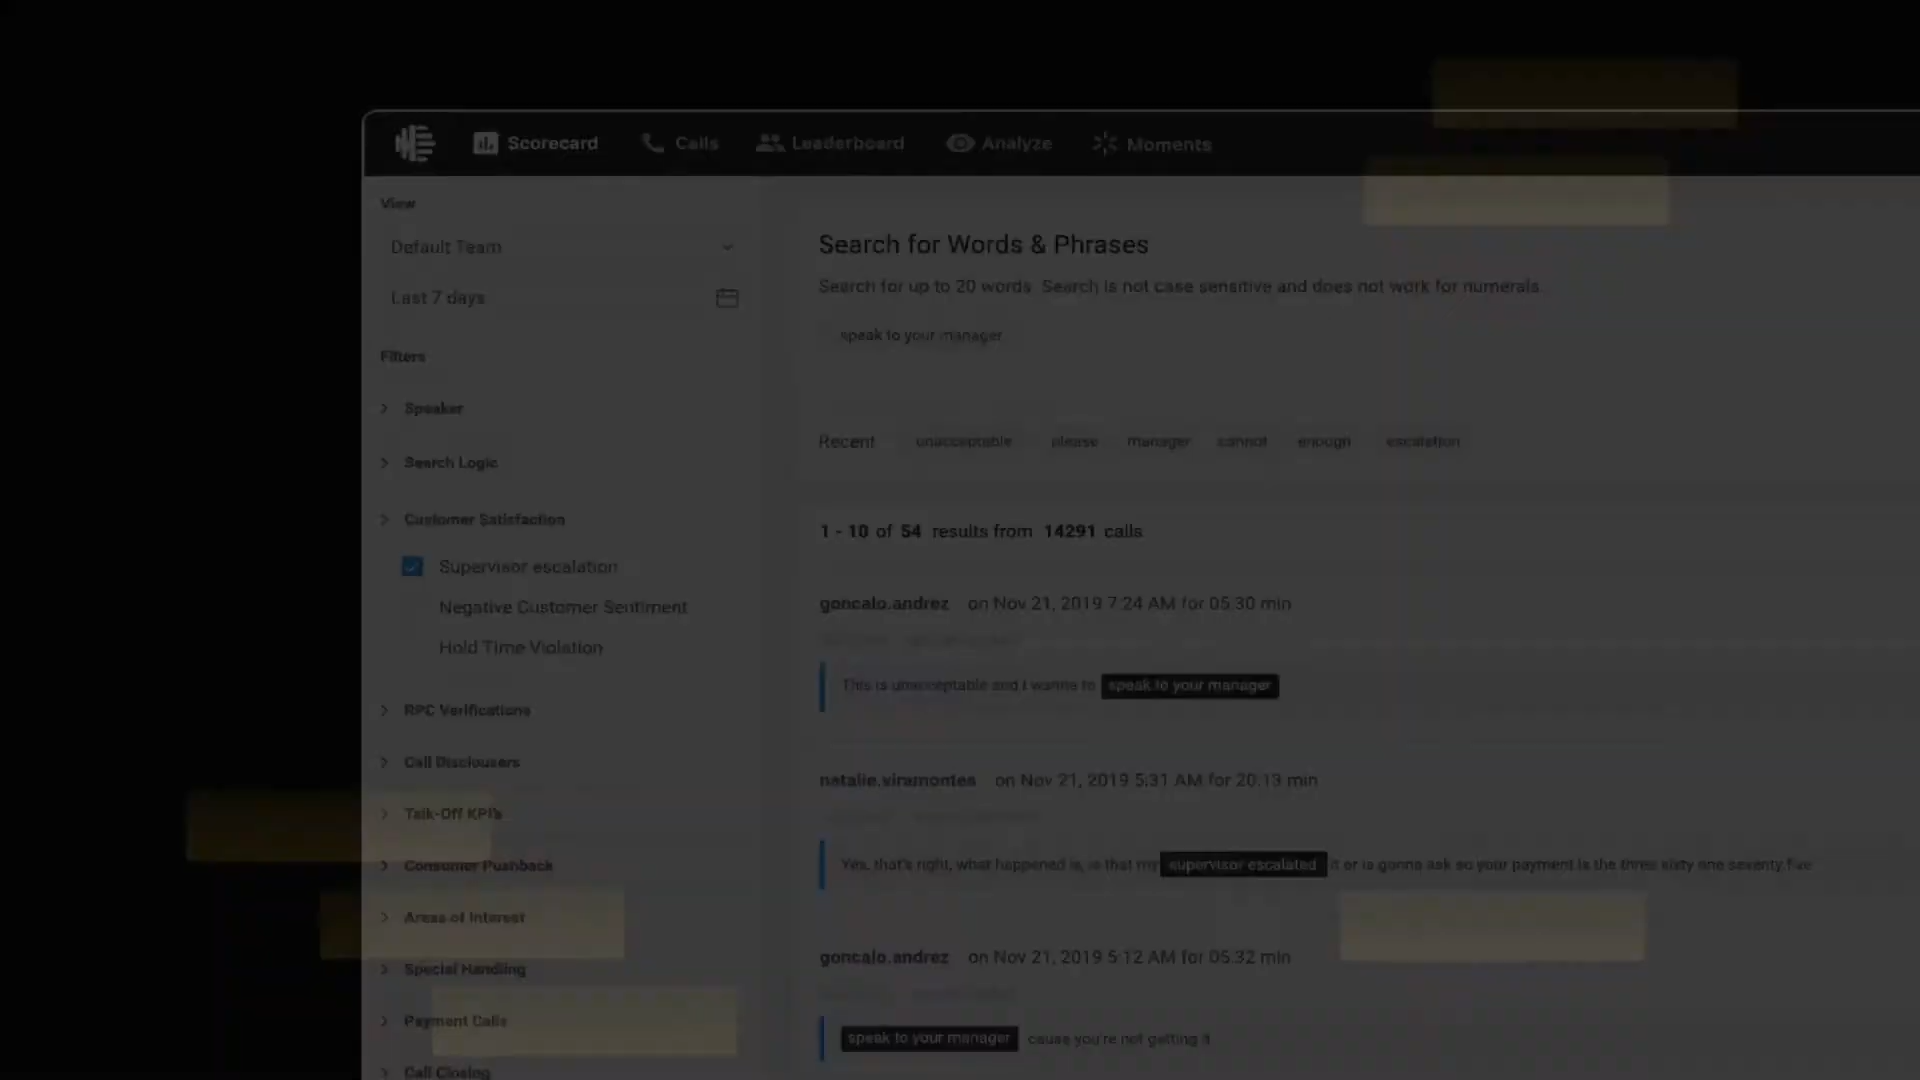 Scorecard Calls Leaderboard Analyze Moments
View
Default Team
Last 7 days
Filters
Speaker
Search Logic
Customer Satisfaction
Supervisor escalation
Negative Customer Sentiment
Hold Time Violation
RPC Verifications
Call Disclousers
Talk-Off KPI's
Consumer Pushback
Areas of Interest
Special Handling
Payment Calls
Call Closing
Search for Words & Phrases
Search for up to 20 words. Search is not case sensitive and does not work for numerals.
speak to your manager
Recent unacceptable please manager cannot enough escalation
1 - 10 of 54 results from 14291 calls
goncalo.andrez on Nov 21, 2019 7:24 AM for 05:30 min
This is unacceptable and I wanna to speak to your manager
natalie.viramontes on Nov 21, 2019 5:31 AM for 20:13 min
Yes, that's right, what happened is, is that my supervisor escalated it or is gonna ask so your payment is the three sixty one seventy five
goncalo.andrez on Nov 21, 2019 5:12 AM for 05:32 min
speak to your manager cause you're not getting it